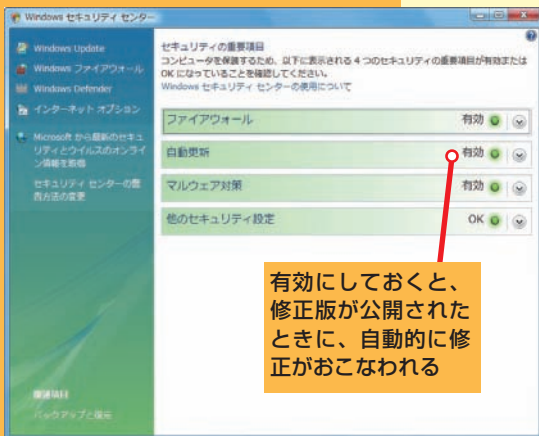 Windows セキュリティ センター
Windows Update
Windows ファイアウォール
Windows Defender
インターネット オプション
Microsoft から最新のセキュ
リティとウイルスのオンライ
ン情報を取得
セキュリティ センターの警
告方法の変更
関連項目
バックアップと復元
セキュリティの重要項目
コンピュータを保護するため、以下に表示される 4 つのセキュリティの重要項目が有効または
OK になっていることを確認してください。
Windows セキュリティ センターの使用について
ファイアウォール 有効
自動更新 有効
マルウェア対策 有効
他のセキュリティ設定 OK
有効にしておくと、
修正版が公開された
ときに、自動的に修
正がおこなわれる